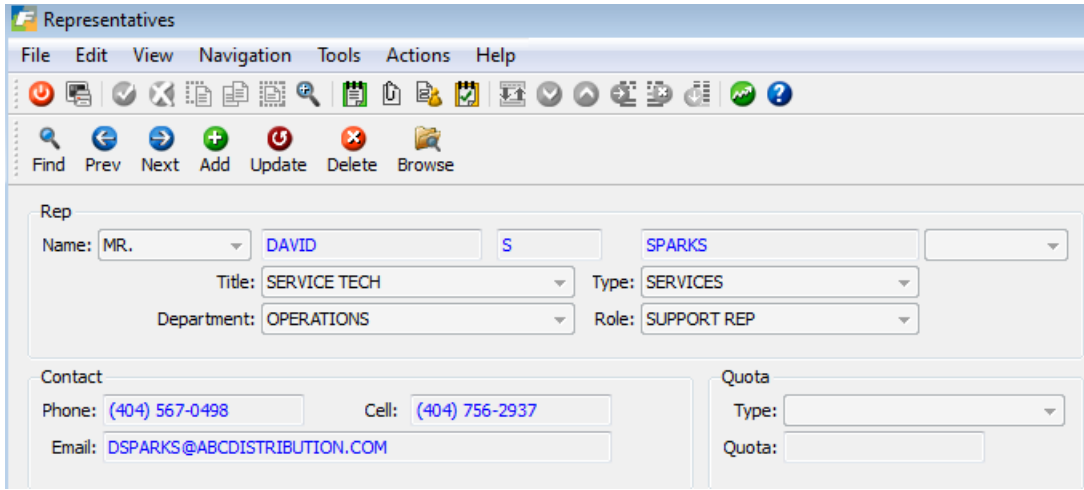 Representatives
File Edit View Navigation Tools Actions Help
Find Prev Next Add Update Delete Browse
Rep
Name: MR. DAVID S SPARKS
Title: SERVICE TECH Type: SERVICES
Department: OPERATIONS Role: SUPPORT REP
Contact Quota
Phone: (404) 567-0498 Cell: (404) 756-2937 Type:
Email: DSPARKS@ABCDISTRIBUTION.COM Quota: